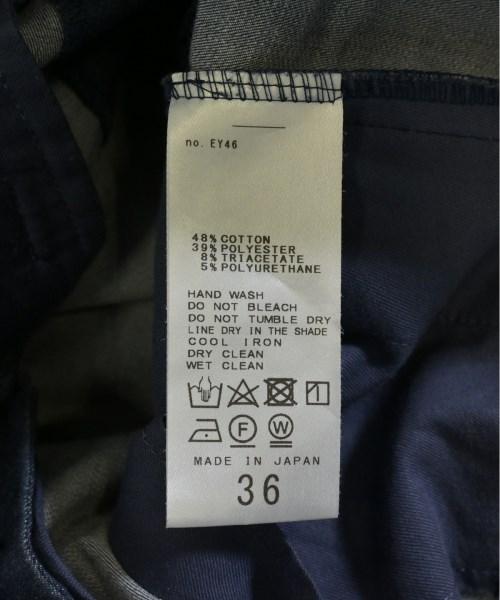 no. EY46
48% COTTON
39% POLYESTER
8% TRIACETATE
5% POLYURETHANE
HAND WASH
DO NOT BLEACH
DO NOT TUMBLE DRY
LINE DRY IN THE SHADE
COOL IRON
DRY CLEAN
WET CLEAN
F W
MADE IN JAPAN
36